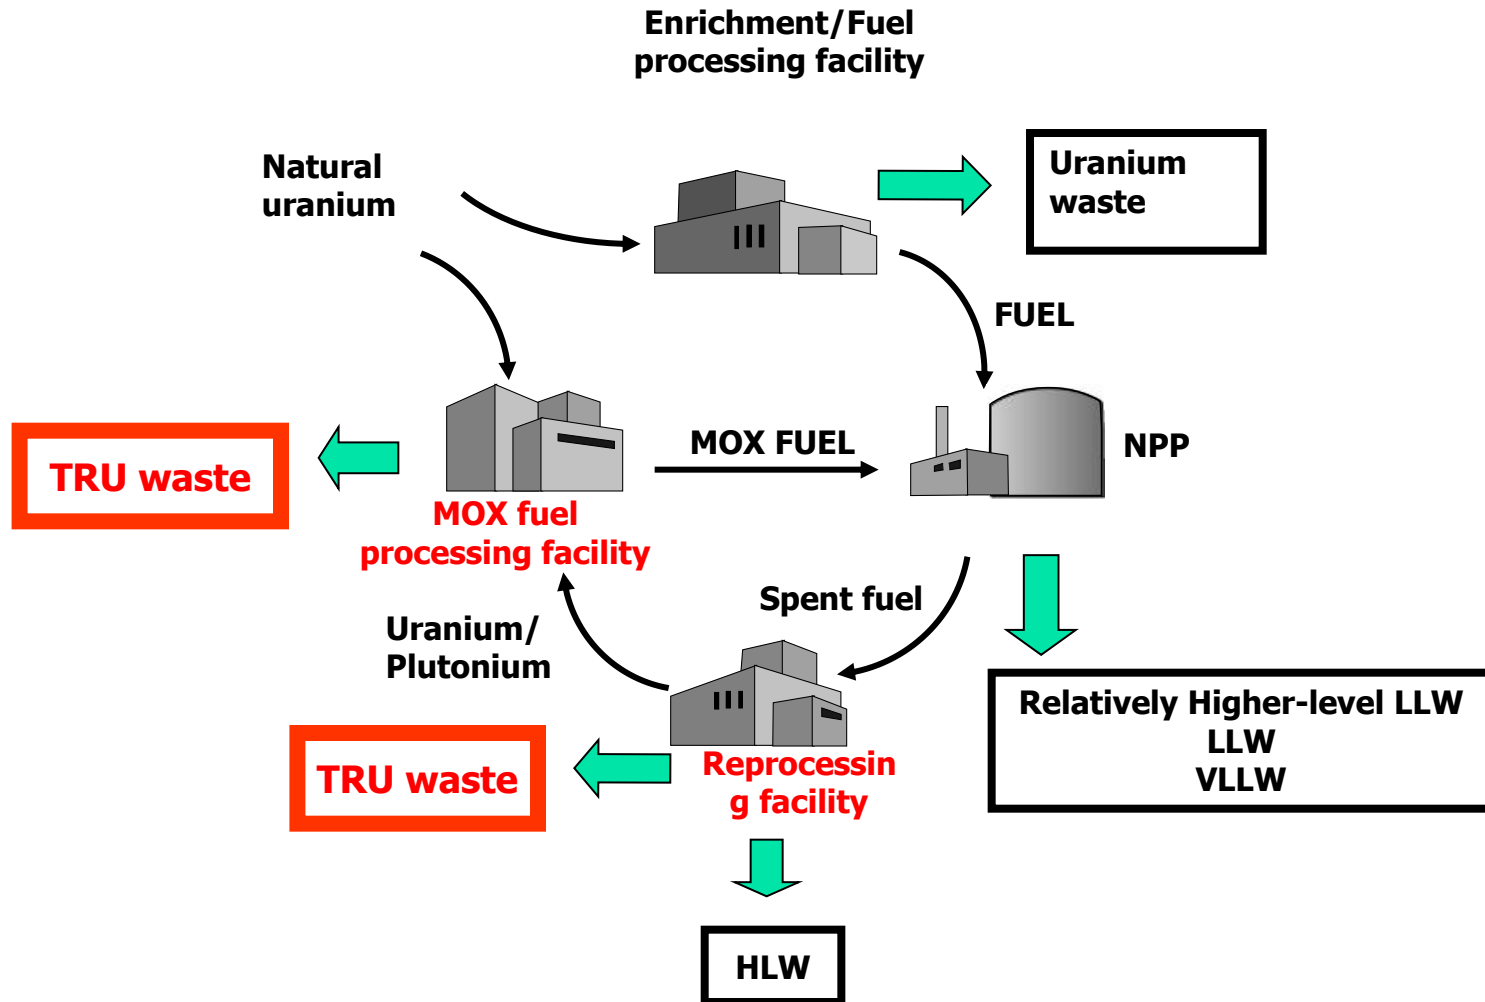 Enrichment/Fuel
processing facility
Natural
uranium
Uranium
waste
FUEL
MOX FUEL
NPP
TRU waste
MOX fuel
processing facility
Spent fuel
Uranium/
Plutonium
Relatively Higher-level LLW
LLW
VLLW
TRU waste
Reprocessin
g facility
HLW